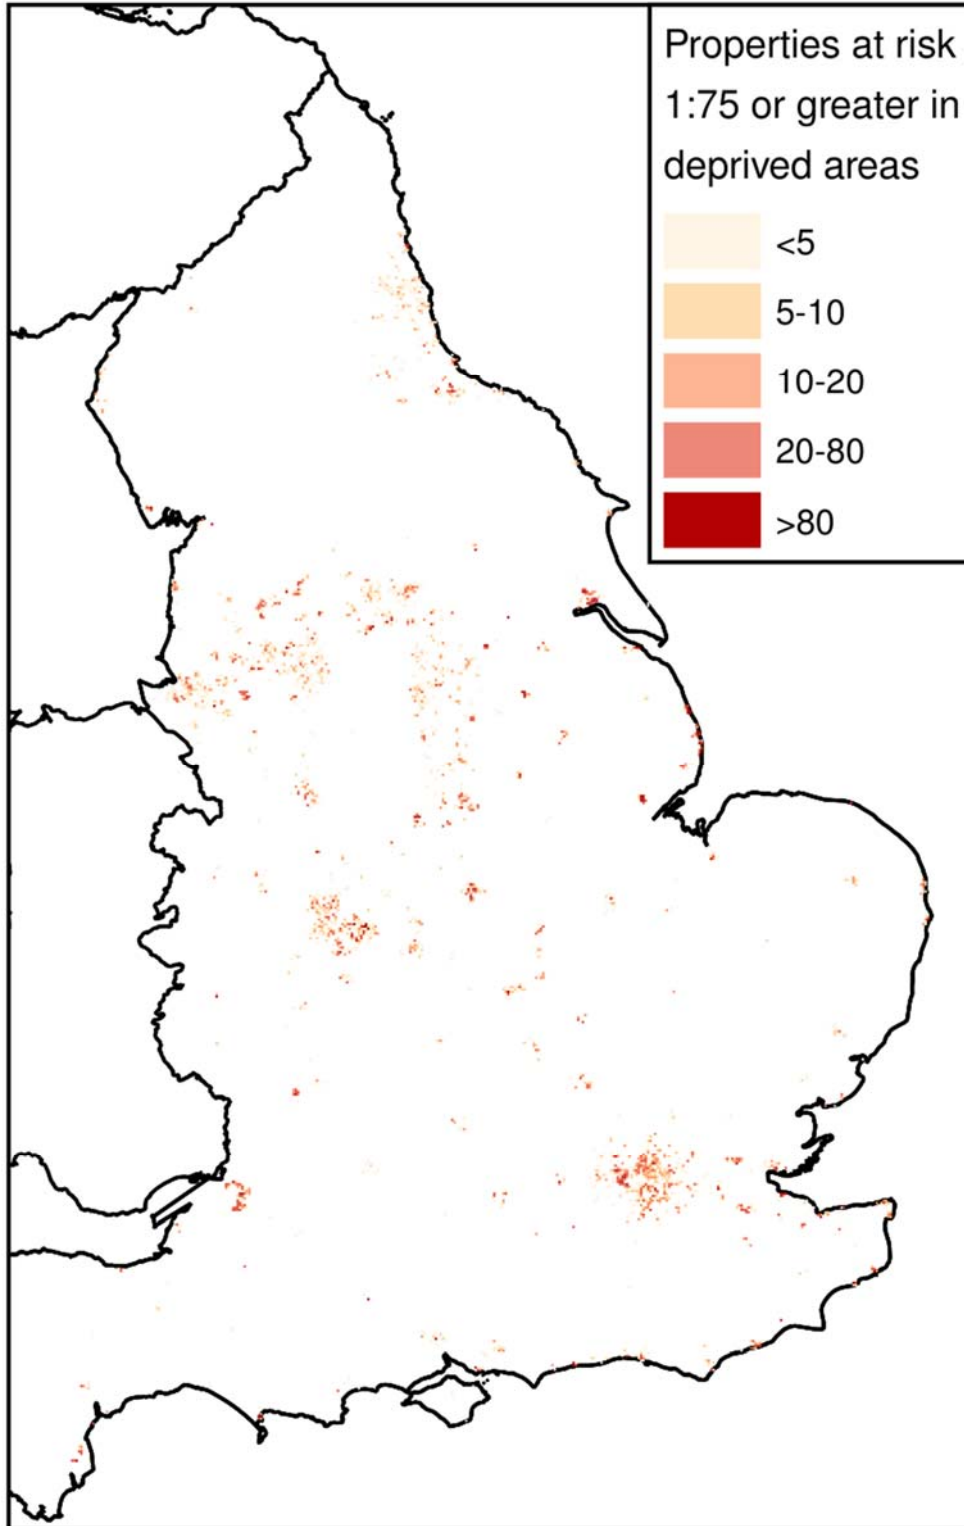 Properties at risk
1:75 or greater in
deprived areas
<5
5-10
10-20
20-80
>80